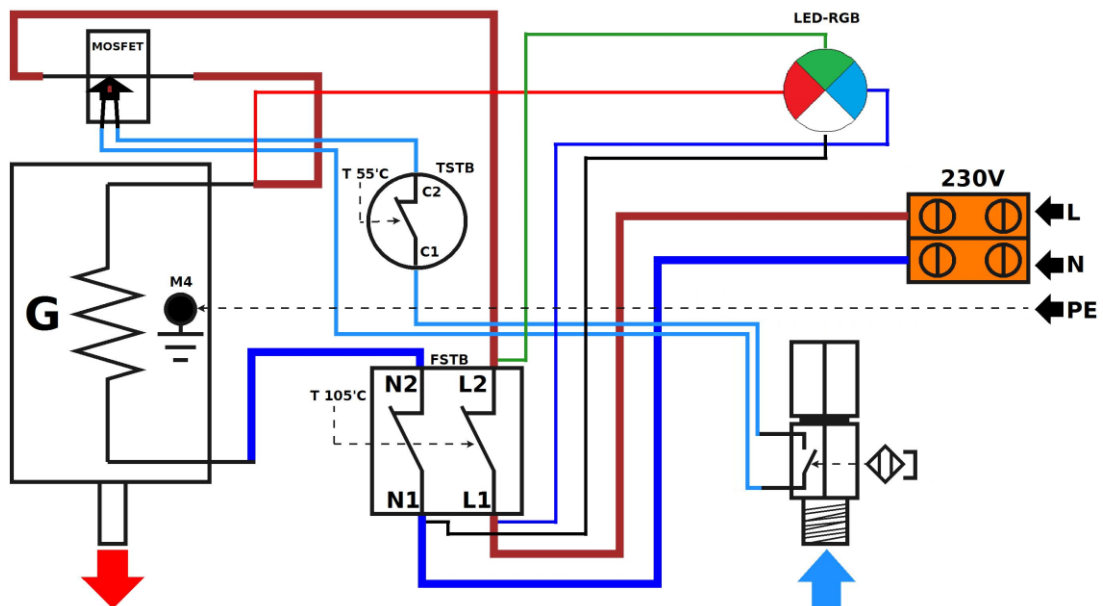 LED-RGB
MOSFET
T 55'C
TSTB
C2
C1
230V
L
N
PE
G
M4
FSTB
T 105'C
N2
L2
N1
L1